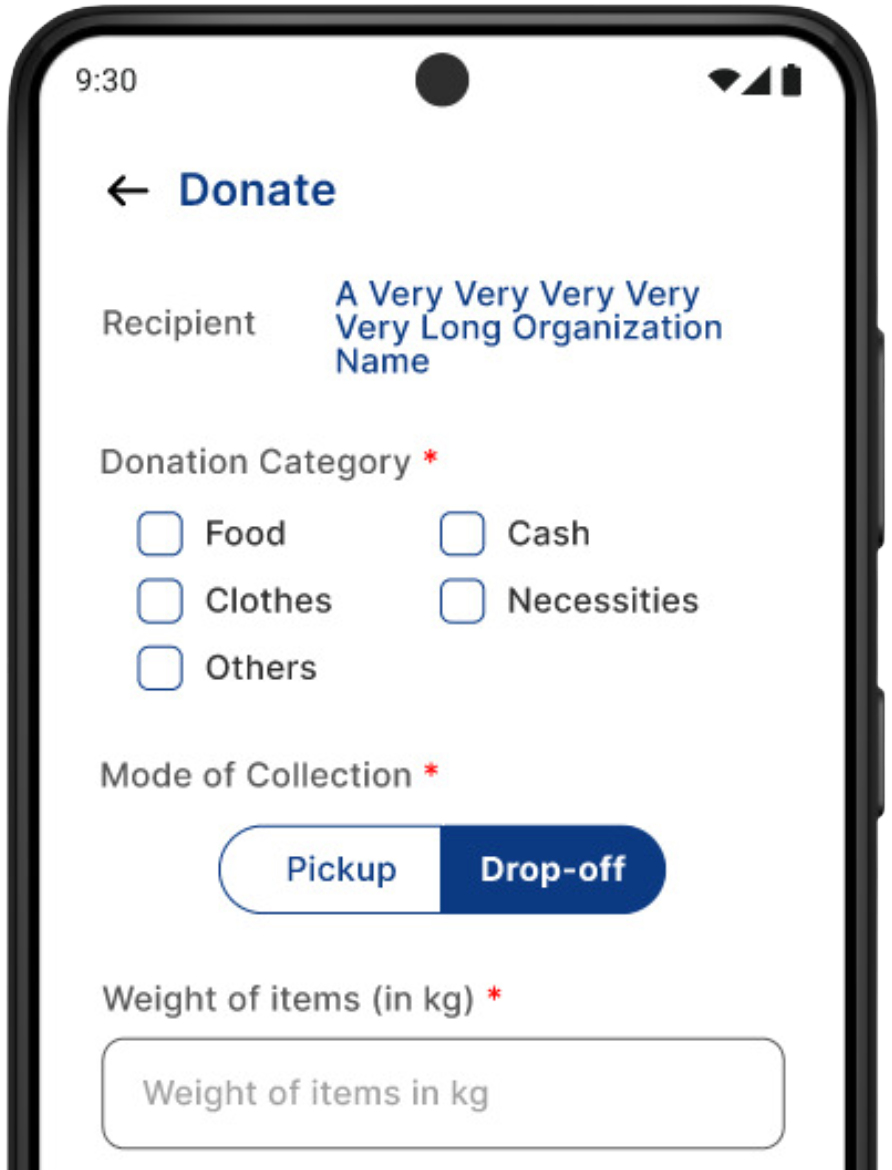 9:30
Donate
Recipient
A Very Very Very Very
Very Long Organization
Name
Donation Category *
Food
Cash
Clothes
Necessities
Others
Mode of Collection *
Pickup
Drop-off
Weight of items (in kg) *
Weight of items in kg